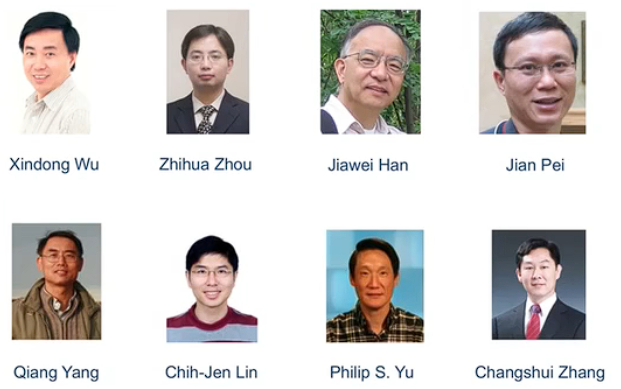 Xindong Wu
Zhihua Zhou
Jiawei Han
Jian Pei
Qiang Yang
Chih-Jen Lin
Philip S. Yu
Changshui Zhang